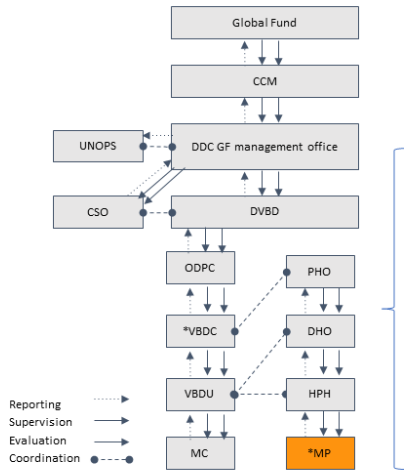 Global Fund
CCM
UNOPS
DDC GF management office
CSO
DVBD
ODPC
PHO
*VBDC
DHO
VBDU
HPH
MC
*MP
Reporting
Supervision
Evaluation
Coordination